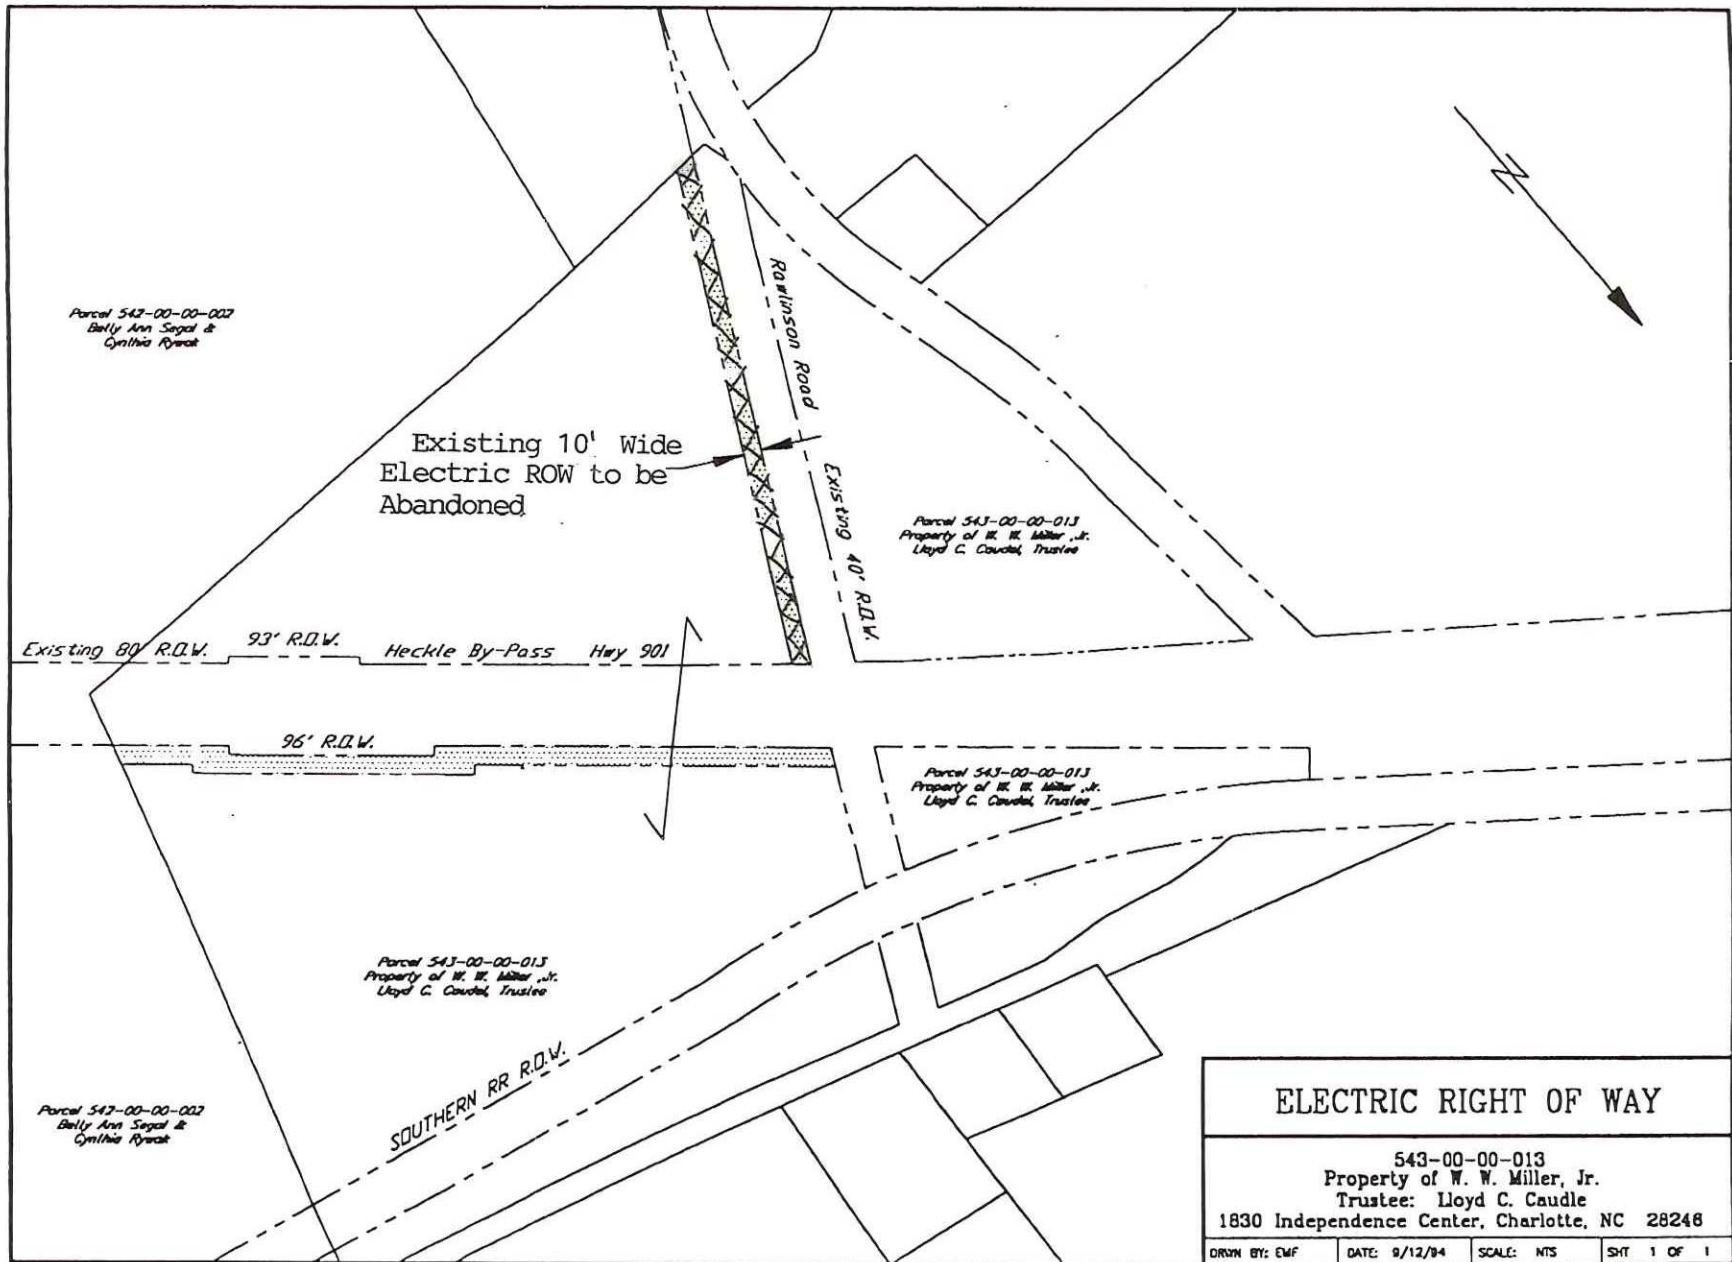 Parcel 542-00-00-002
Betty Ann Segal &
Cynthia Rywak
Rawlinson Road
Existing 40' R.O.W.
Existing 10' Wide
Electric ROW to be
Abandoned
Parcel 543-00-00-013
Property of W. W. Miller, Jr.
Lloyd C. Caudel, Trustee
Existing 80' R.O.W.
93' R.O.W.
Heckle By-Pass Hwy 901
96' R.O.W.
Parcel 543-00-00-013
Property of W. W. Miller, Jr.
Lloyd C. Caudel, Trustee
Parcel 543-00-00-013
Property of W. W. Miller, Jr.
Lloyd C. Caudel, Trustee
SOUTHERN RR R.O.W.
Parcel 542-00-00-002
Betty Ann Segal &
Cynthia Rywak
ELECTRIC RIGHT OF WAY
543-00-00-013
Property of W. W. Miller, Jr.
Trustee: Lloyd C. Caudle
1830 Independence Center, Charlotte, NC 28246
DRWN BY: EMF
DATE: 9/12/94
SCALE: NTS
SHT 1 OF 1